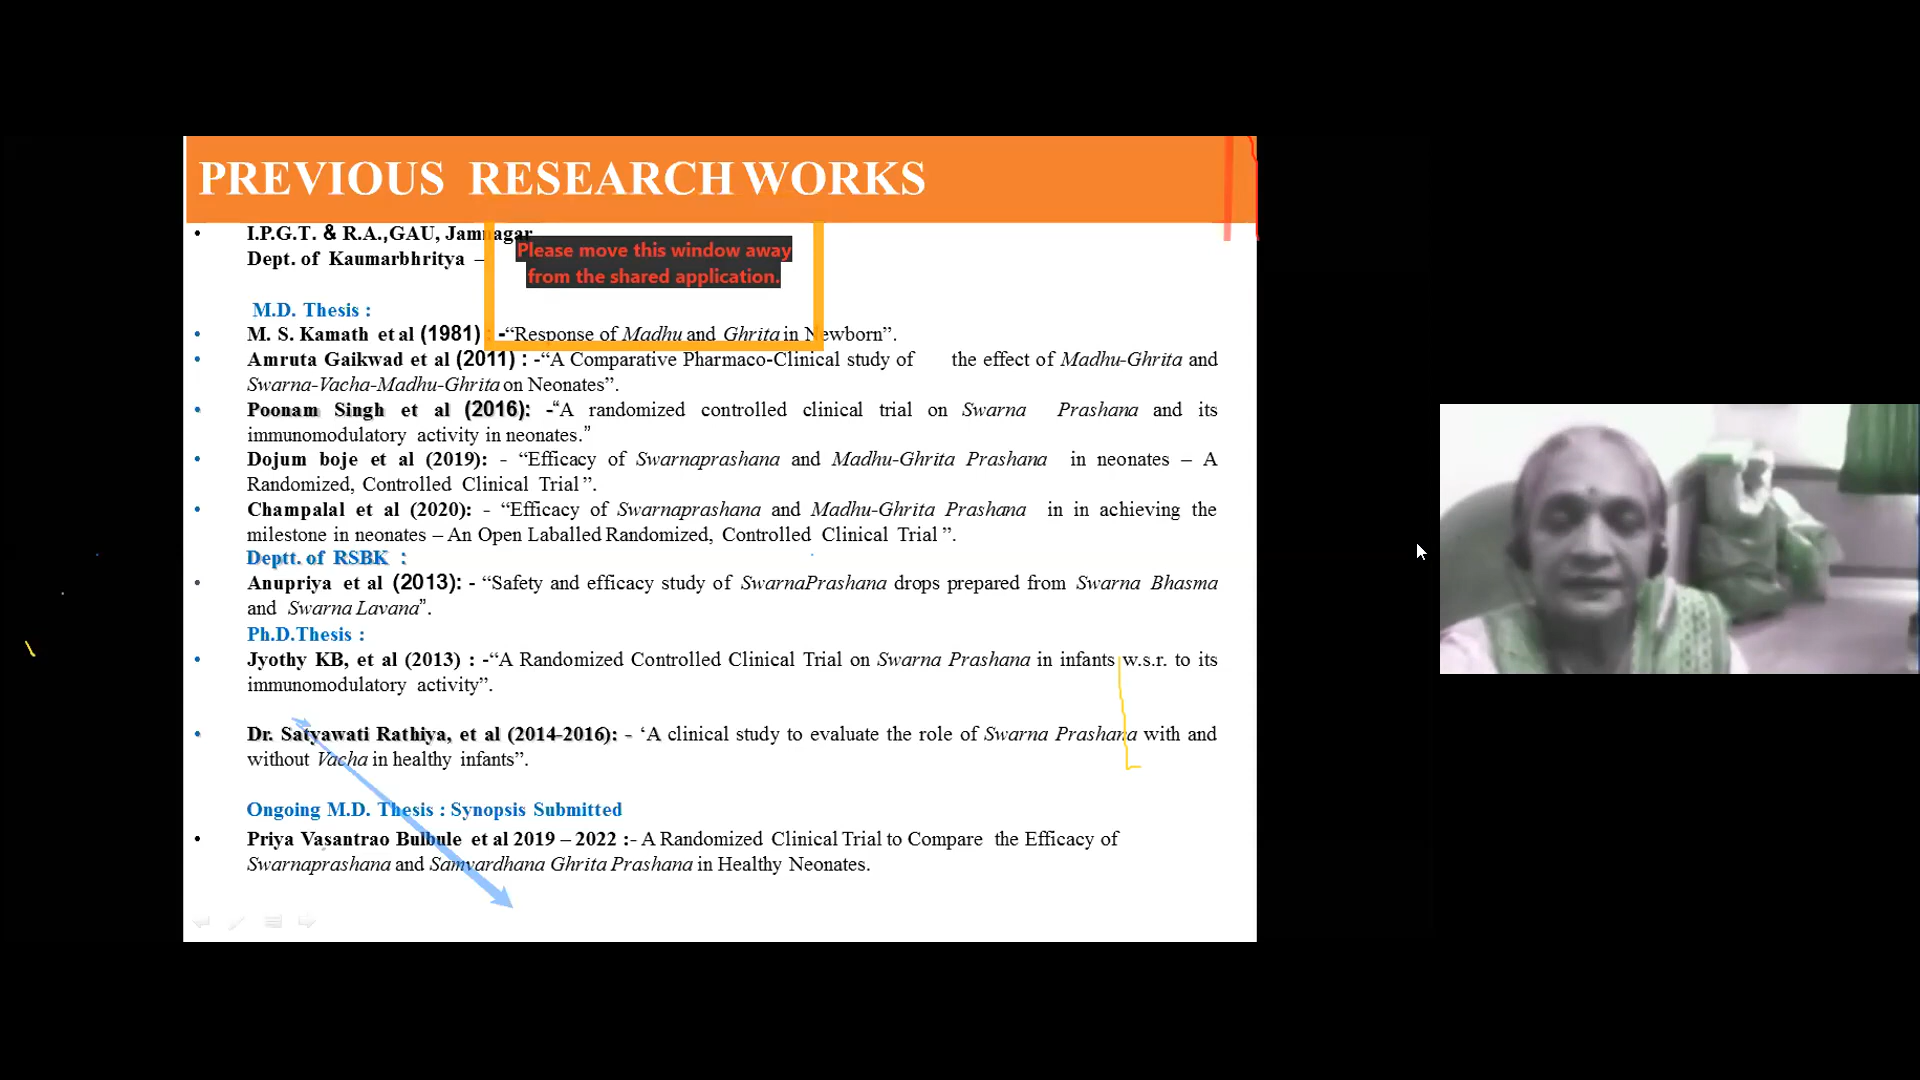 PREVIOUS RESEARCH WORKS
• I.P.G.T. & R.A.,GAU, Jamnagar
Dept. of Kaumarbhritya –
Please move this window away
from the shared application.
M.D. Thesis :
• M. S. Kamath et al (1981) : -“Response of Madhu and Ghrita in Newborn”.
• Amruta Gaikwad et al (2011) : -“A Comparative Pharmaco-Clinical study of the effect of Madhu-Ghrita and
Swarna-Vacha-Madhu-Ghrita on Neonates”.
• Poonam Singh et al (2016): -“A randomized controlled clinical trial on Swarna Prashana and its
immunomodulatory activity in neonates.”
• Dojum boje et al (2019): - “Efficacy of Swarnaprashana and Madhu-Ghrita Prashana in neonates – A
Randomized, Controlled Clinical Trial ”.
• Champalal et al (2020): - “Efficacy of Swarnaprashana and Madhu-Ghrita Prashana in in achieving the
milestone in neonates – An Open Laballed Randomized, Controlled Clinical Trial ”.
Deptt. of RSBK :
• Anupriya et al (2013): - “Safety and efficacy study of SwarnaPrashana drops prepared from Swarna Bhasma
and Swarna Lavana”.
Ph.D.Thesis :
• Jyothy KB, et al (2013) : -“A Randomized Controlled Clinical Trial on Swarna Prashana in infants w.s.r. to its
immunomodulatory activity”.
• Dr. Satyawati Rathiya, et al (2014-2016): - ‘A clinical study to evaluate the role of Swarna Prashana with and
without Vacha in healthy infants”.
Ongoing M.D. Thesis : Synopsis Submitted
• Priya Vasantrao Bulbule et al 2019 – 2022 :- A Randomized Clinical Trial to Compare the Efficacy of
Swarnaprashana and Samvardhana Ghrita Prashana in Healthy Neonates.